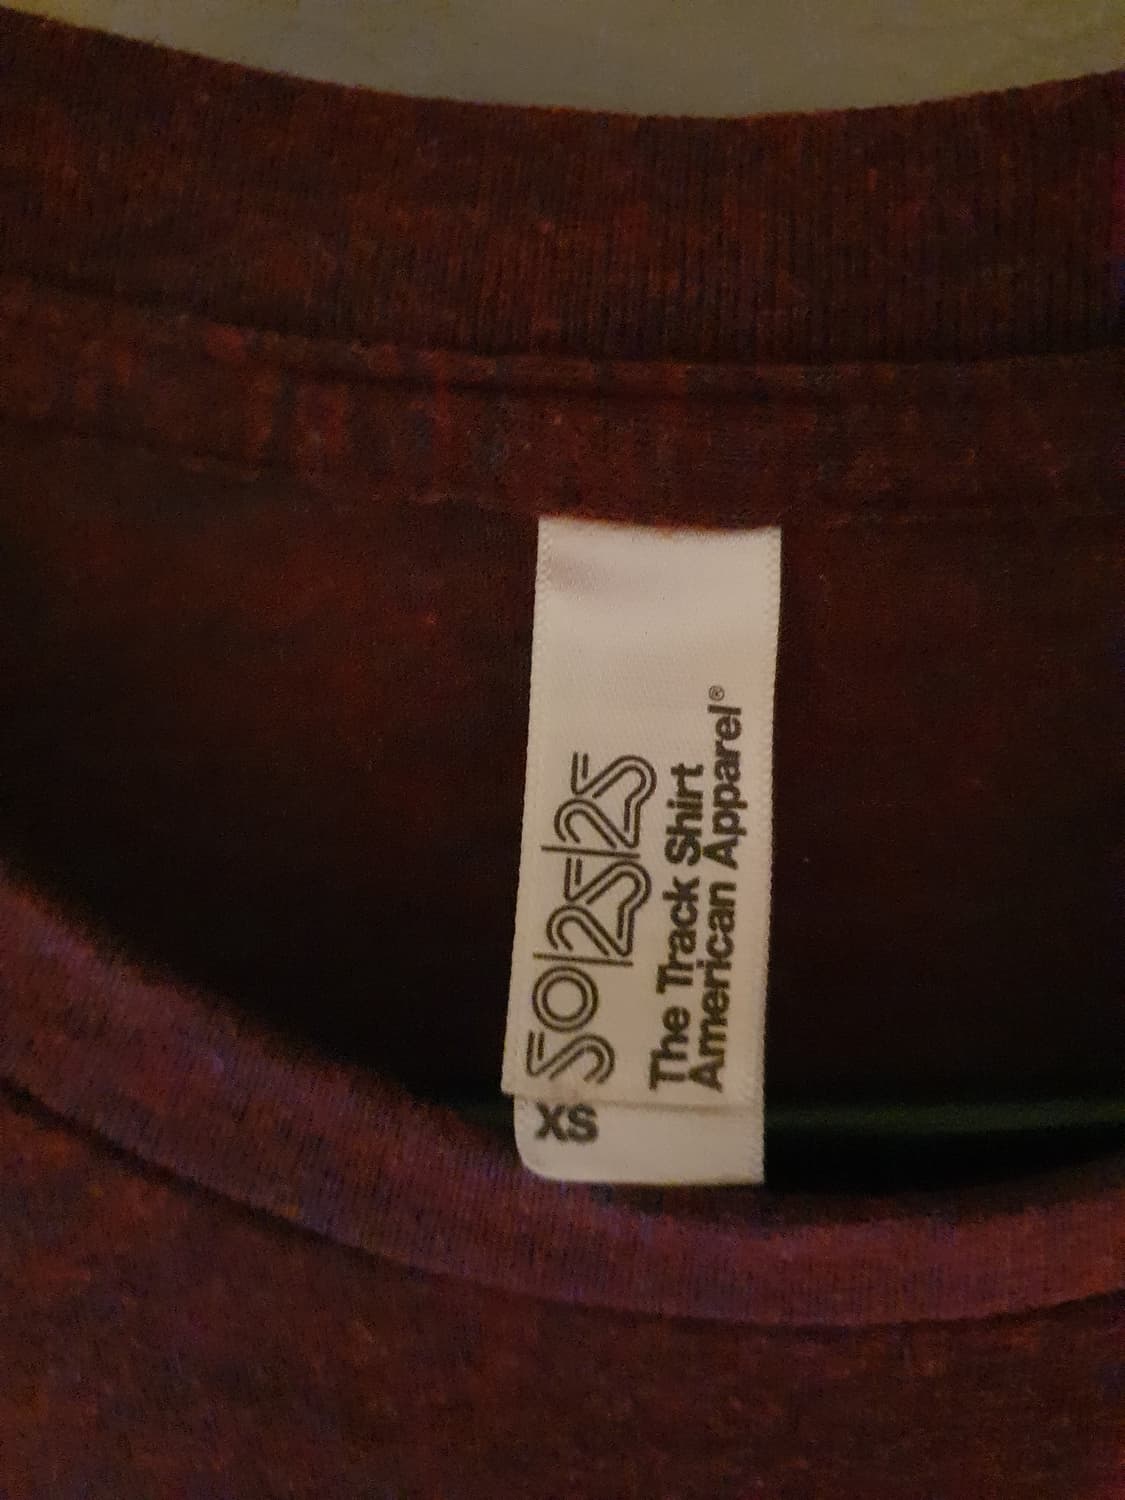 50/25/25
The Track Shirt
American Apparel®
XS